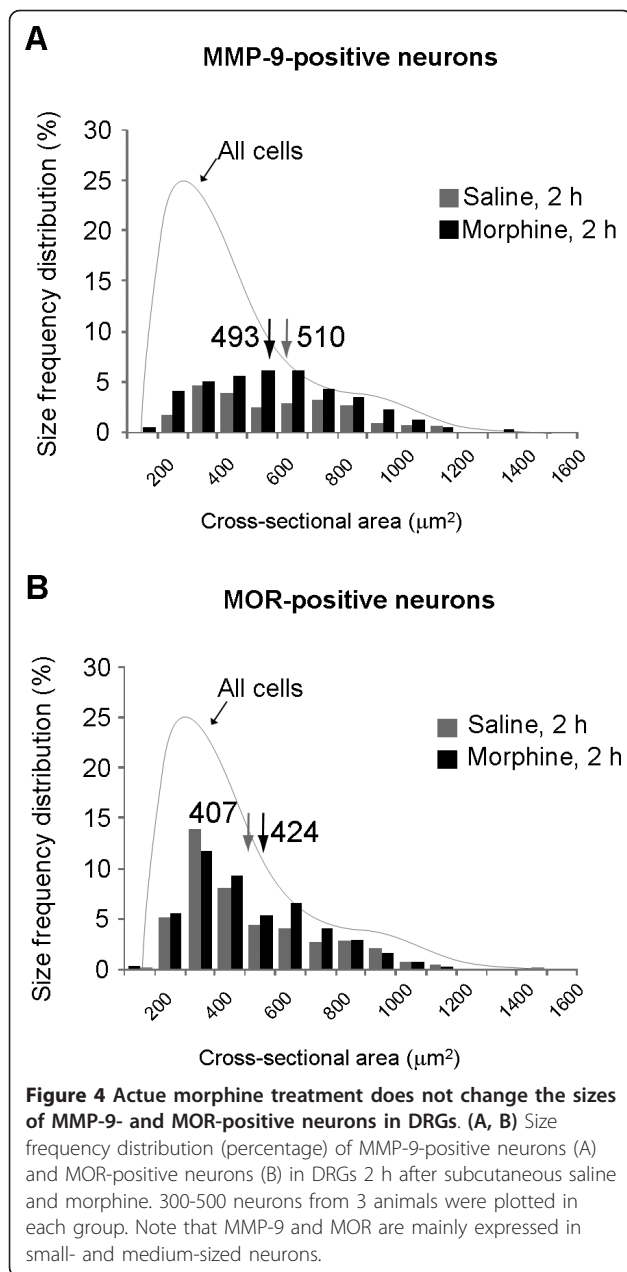 A
MMP-9-positive neurons
30
25
20
15
10
5
0
Size frequency distribution (%)
All cells
Saline, 2 h
Morphine, 2 h
493
510
200
400
600
800
1000
1200
1400
1600
Cross-sectional area (μm²)
B
MOR-positive neurons
30
25
20
15
10
5
0
Size frequency distribution (%)
All cells
Saline, 2 h
Morphine, 2 h
407
424
200
400
600
800
1000
1200
1400
1600
Cross-sectional area (μm²)
Figure 4 Actue morphine treatment does not change the sizes
of MMP-9- and MOR-positive neurons in DRGs. (A, B) Size
frequency distribution (percentage) of MMP-9-positive neurons (A)
and MOR-positive neurons (B) in DRGs 2 h after subcutaneous saline
and morphine. 300-500 neurons from 3 animals were plotted in
each group. Note that MMP-9 and MOR are mainly expressed in
small- and medium-sized neurons.